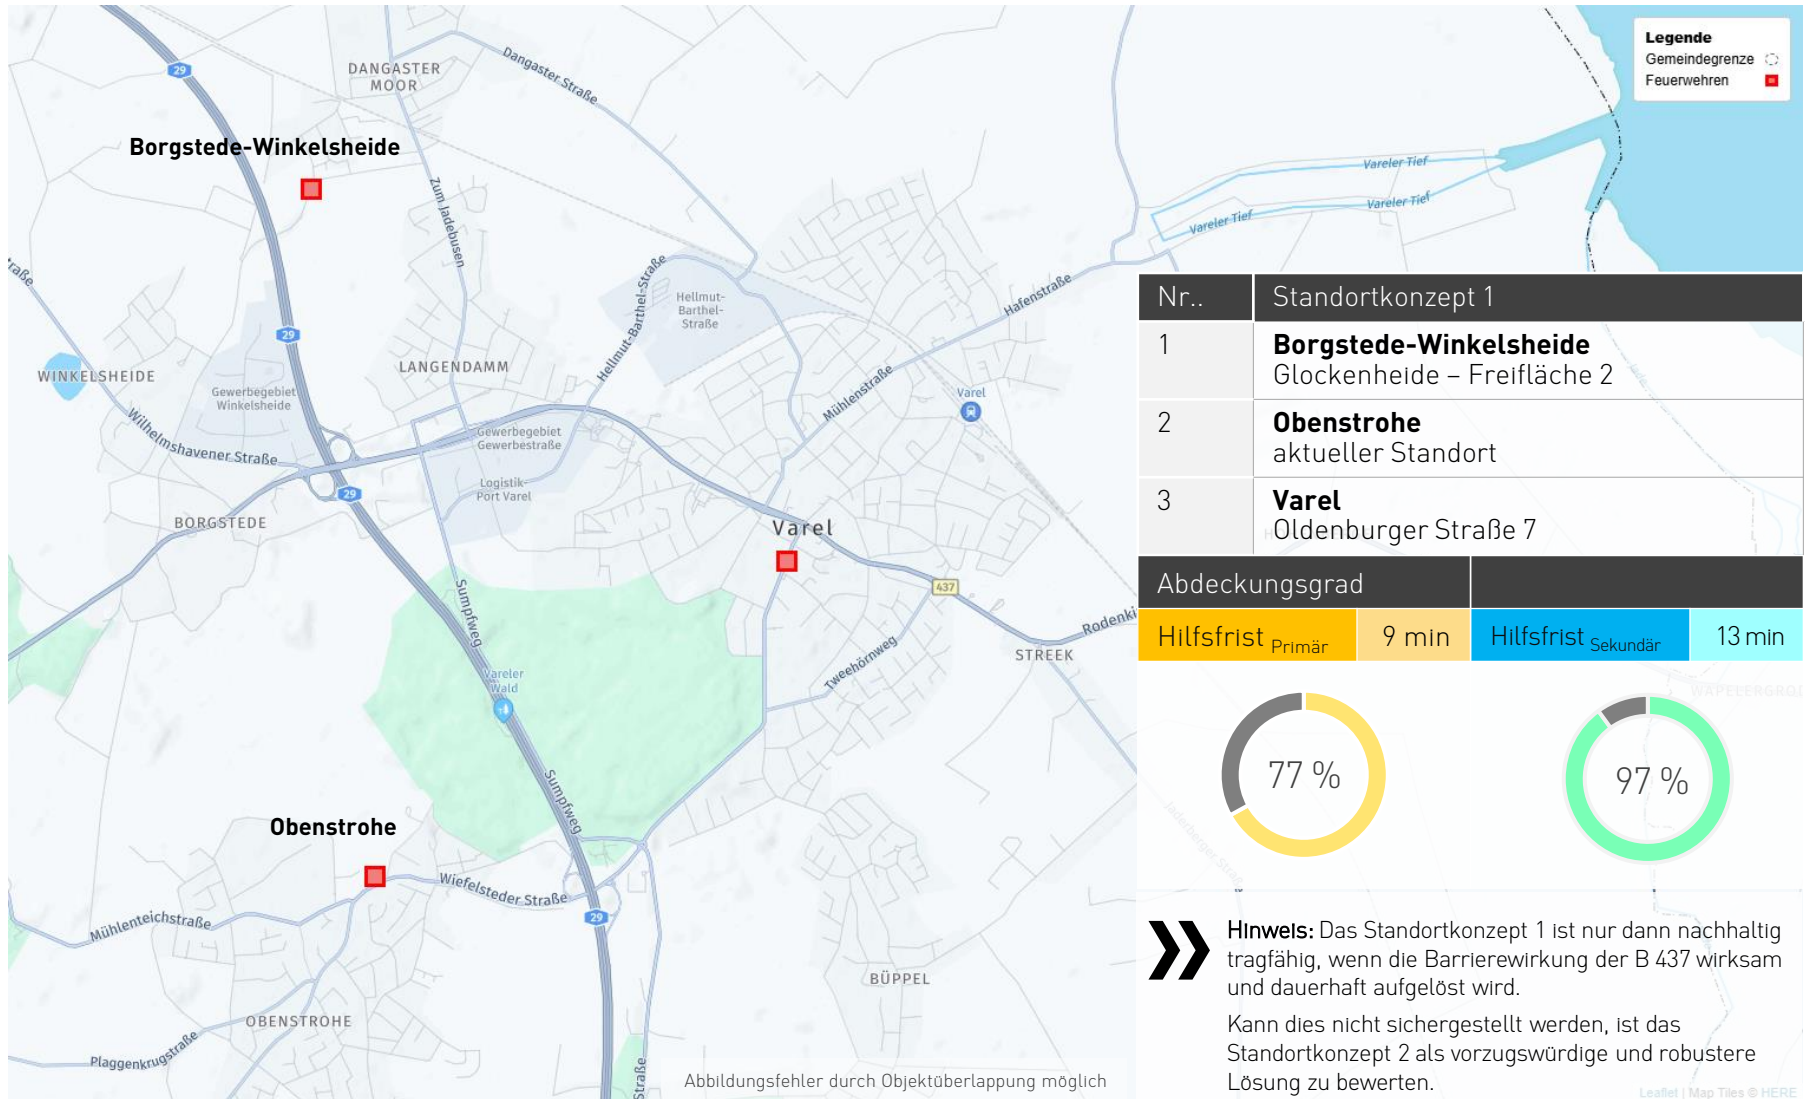 29
DANGASTER
MOOR
Dangaster Straße
Borgstede-Winkelsheide
Zum Jadebusen
Hellmut-Barthel-Straße
Hellmut-
Barthel-
Straße
Hafenstraße
Vareler Tief
Vareler Tief
Vareler Tief
Legende
Gemeindegrenze
Feuerwehren
raße
29
WINKELSHEIDE
Gewerbegebiet
Winkelsheide
LANGENDAMM
Wilhelmshavener Straße
Gewerbegebiet
Gewerbestraße
Mühlenstraße
Varel
Logistik-
Port Varel
29
BORGSTEDE
Varel
437
Sumpfweg
Rodenki
STREEK
Tweehörnweg
Vareler
Wald
Sumpfweg
Obenstrohe
Wiefelsteder Straße
Mühlenteichstraße
29
BÜPPEL
OBENSTROHE
Plaggenkrugstraße
Straße
Abbildungsfehler durch Objektüberlappung möglich
Nr.. Standortkonzept 1
1 Borgstede-Winkelsheide
Glockenheide – Freifläche 2
2 Obenstrohe
aktueller Standort
3 Varel
Oldenburger Straße 7
Abdeckungsgrad
Hilfsfrist Primär 9 min Hilfsfrist Sekundär 13 min
WAPELERGRO
77 %
97 %
Jaderberger Straß
Hinweis: Das Standortkonzept 1 ist nur dann nachhaltig
tragfähig, wenn die Barrierewirkung der B 437 wirksam
und dauerhaft aufgelöst wird.
Kann dies nicht sichergestellt werden, ist das
Standortkonzept 2 als vorzugswürdige und robustere
Lösung zu bewerten.
Leaflet | Map Tiles © HERE